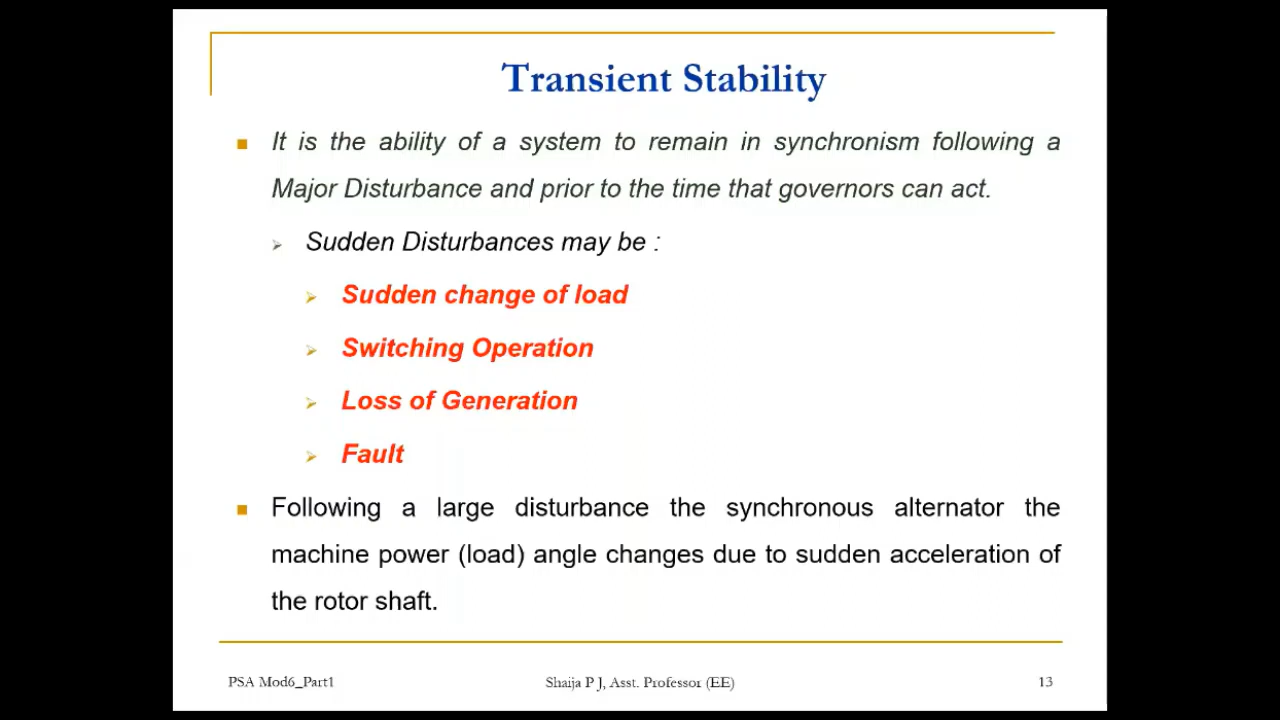 Transient Stability
It is the ability of a system to remain in synchronism following a
Major Disturbance and prior to the time that governors can act.
Sudden Disturbances may be :
Sudden change of load
Switching Operation
Loss of Generation
Fault
Following a large disturbance the synchronous alternator the
machine power (load) angle changes due to sudden acceleration of
the rotor shaft.
PSA Mod6_Part1
Shaija P J, Asst. Professor (EE)
13